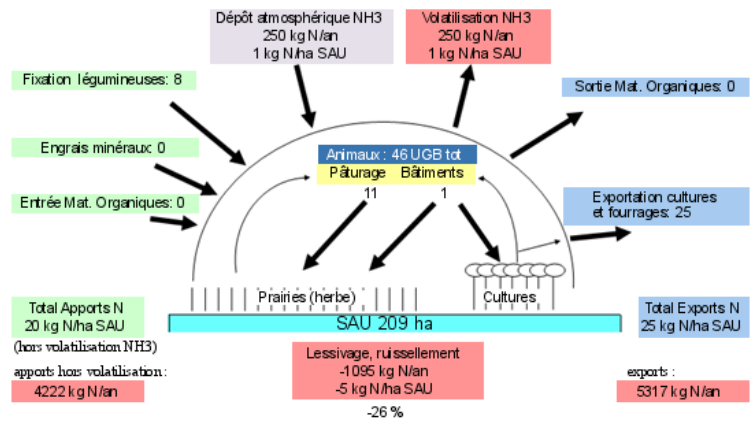 Dépôt atmosphérique NH3
250 kg N/an
1 kg N/ha SAU
Volatilisation NH3
250 kg N/an
1 kg N/ha SAU
Fixation légumineuses: 8
Sortie Mat. Organiques: 0
Engrais minéraux: 0
Animaux : 46 UGB tot
Pâturage Bâtiments
11 1
Entrée Mat. Organiques: 0
Exportation cultures
et fourrages: 25
Prairies (herbe)
Cultures
Total Apports N
20 kg N/ha SAU
(hors volatilisation NH3)
SAU 209 ha
Total Exports N
25 kg N/ha SAU
Lessivage, ruissellement
-1095 kg N/an
-5 kg N/ha SAU
-26 %
apports hors volatilisation :
4222 kg N/an
exports :
5317 kg N/an